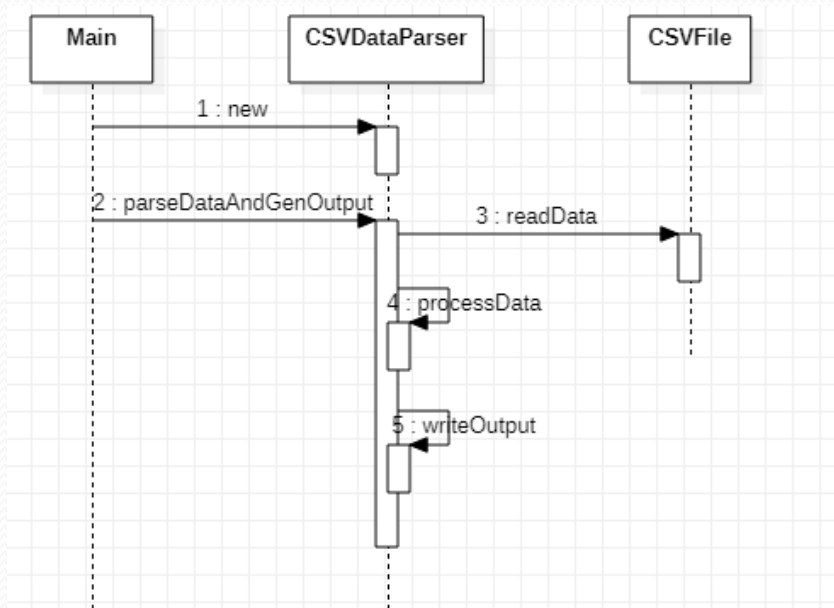 Main
CSVDataParser
CSVFile
1 : new
2 : parseDataAndGenOutput
3 : readData
4 : processData
5 : writeOutput